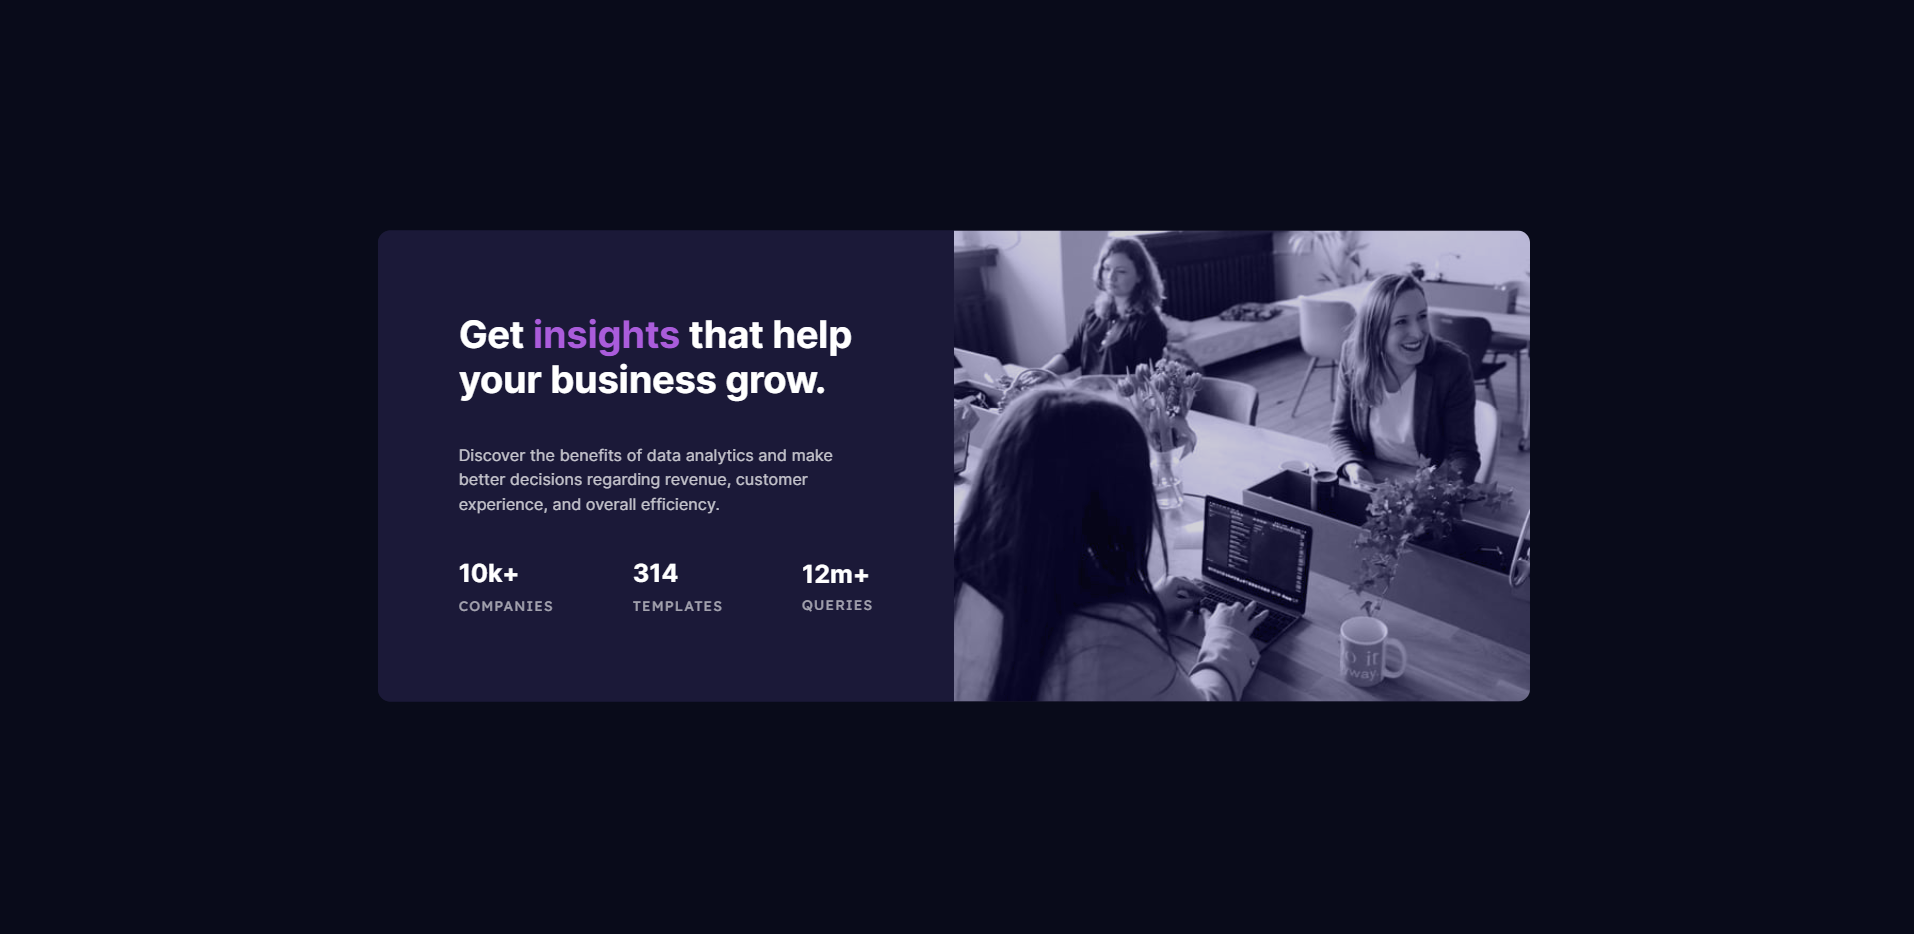 Get insights that help
your business grow.
Discover the benefits of data analytics and make
better decisions regarding revenue, customer
experience, and overall efficiency.
10k+
COMPANIES
314
TEMPLATES
12m+
QUERIES